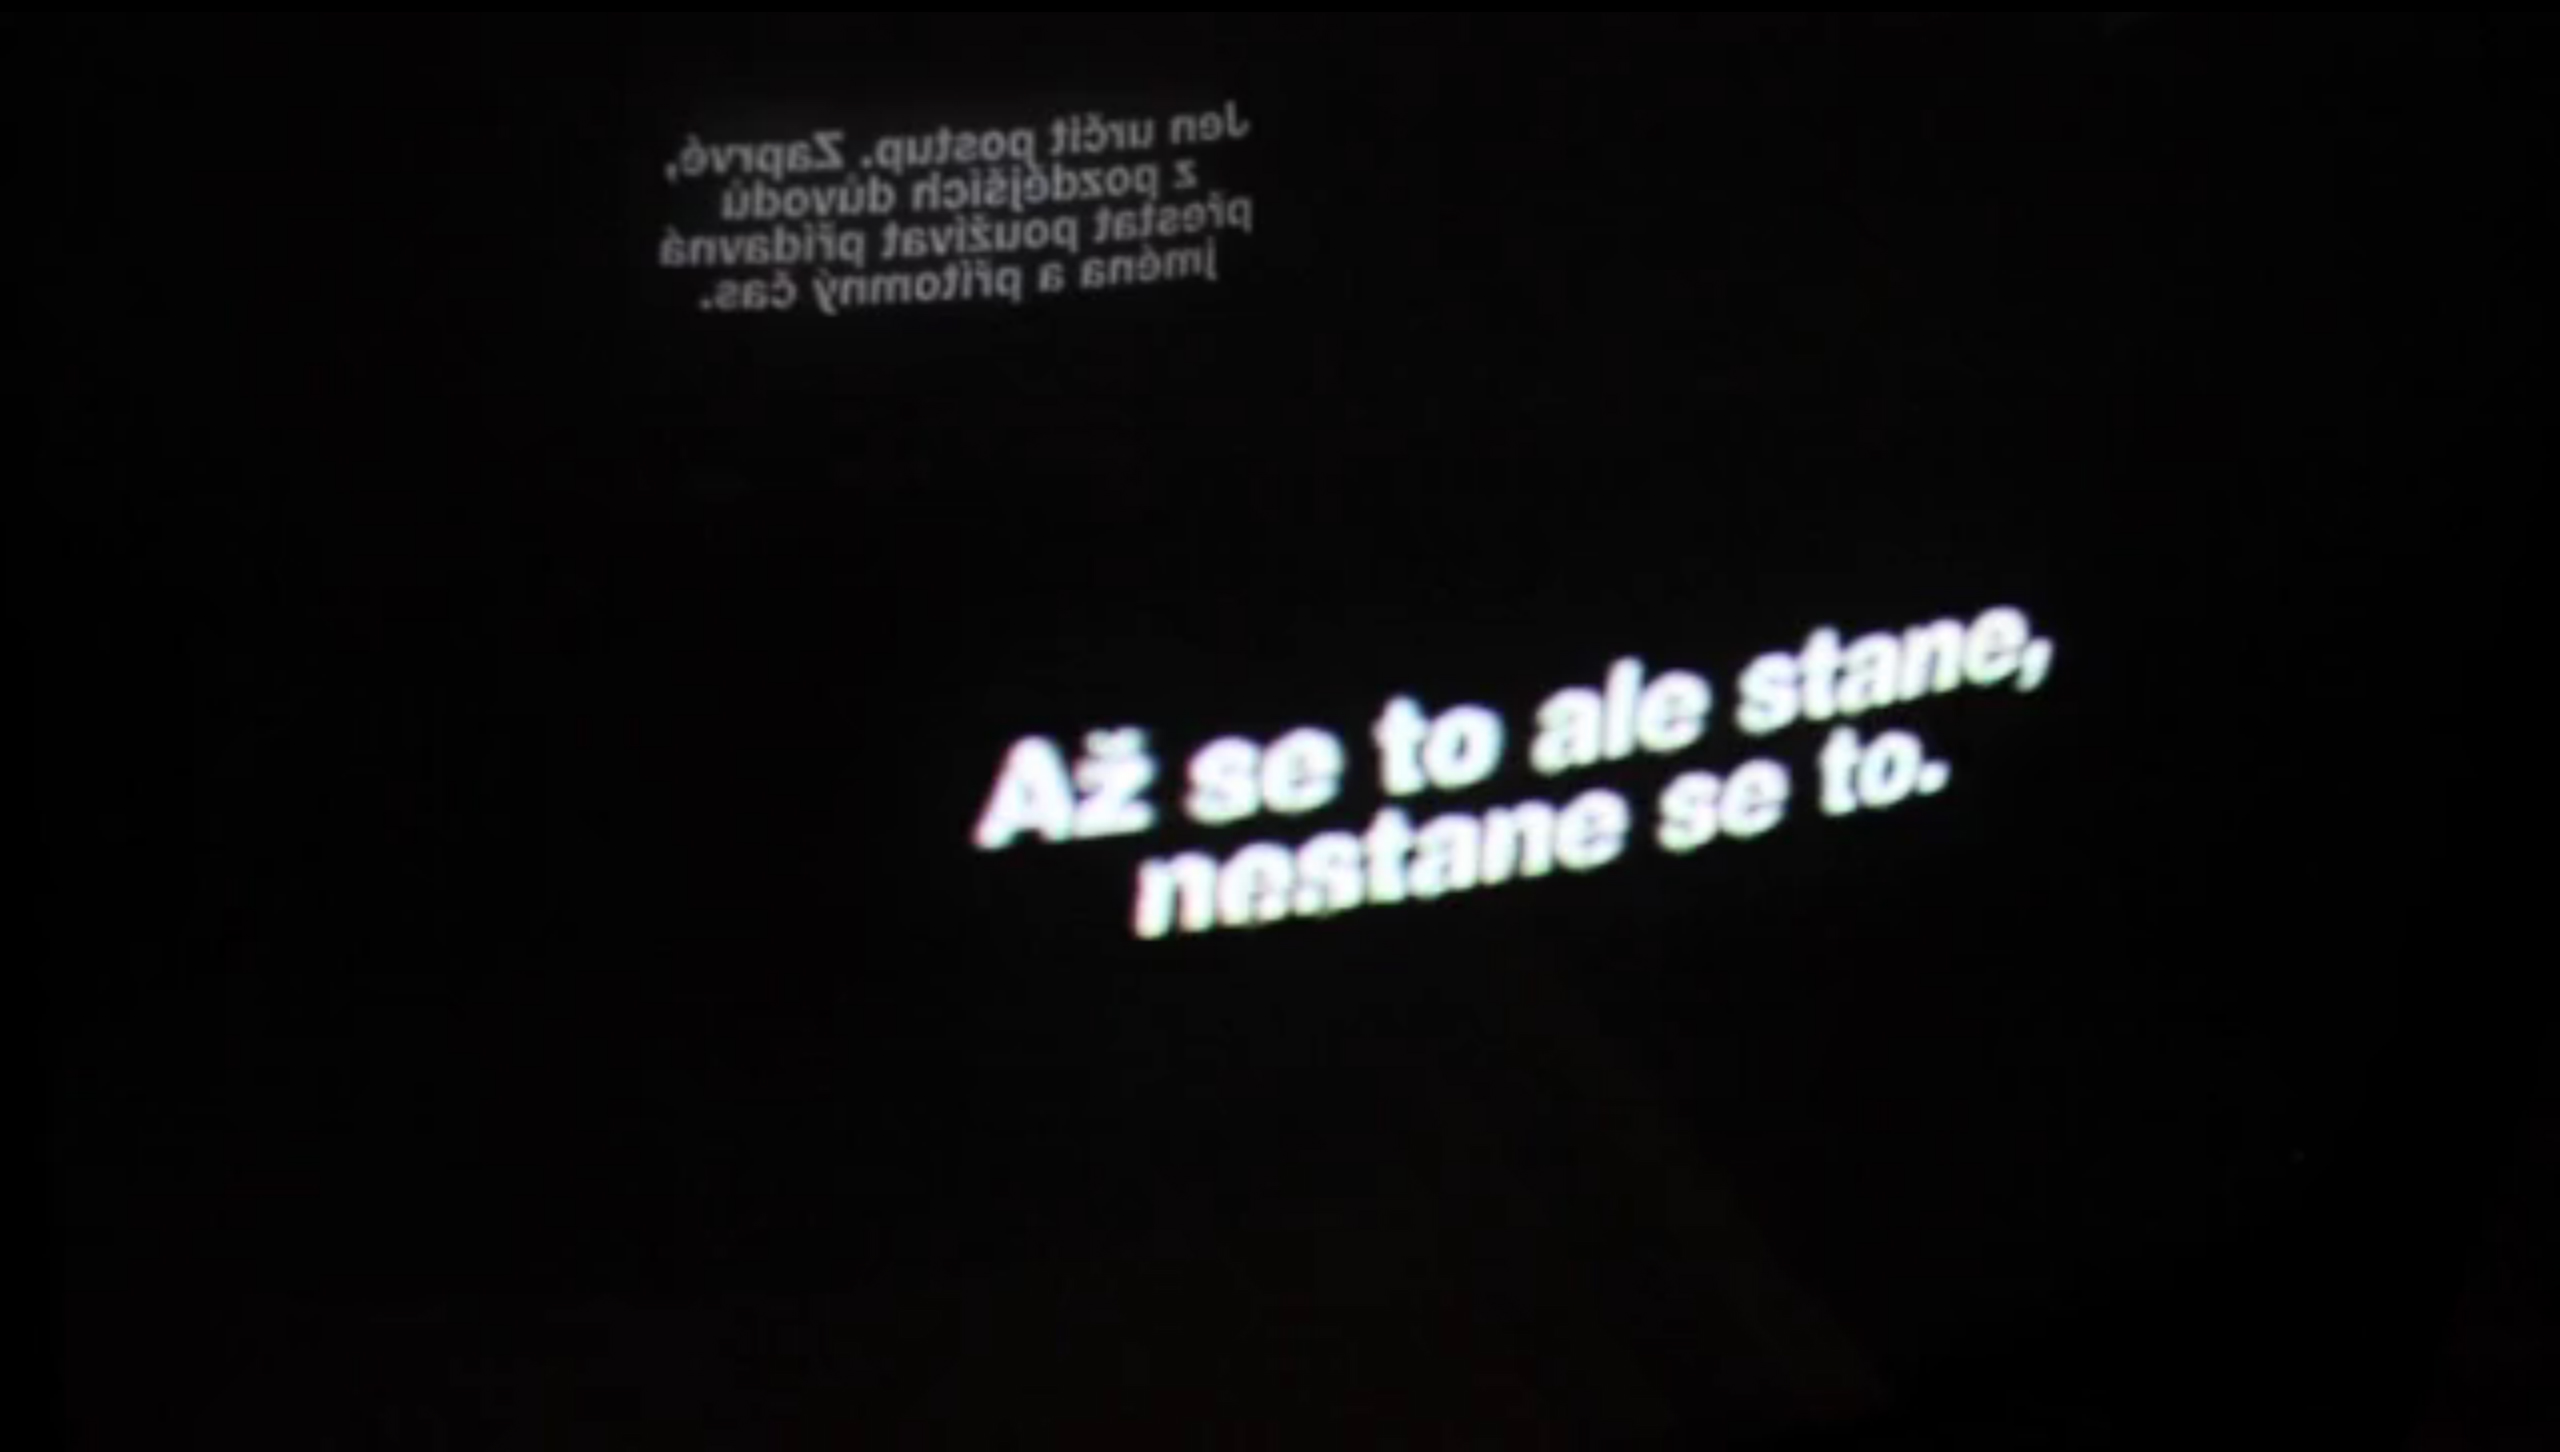 Jen určit postup. Zaprvé,
z pozdějších důvodů
přestat používat přídavná
jména a přítomný čas.
Až se to ale stane,
nestane se to.